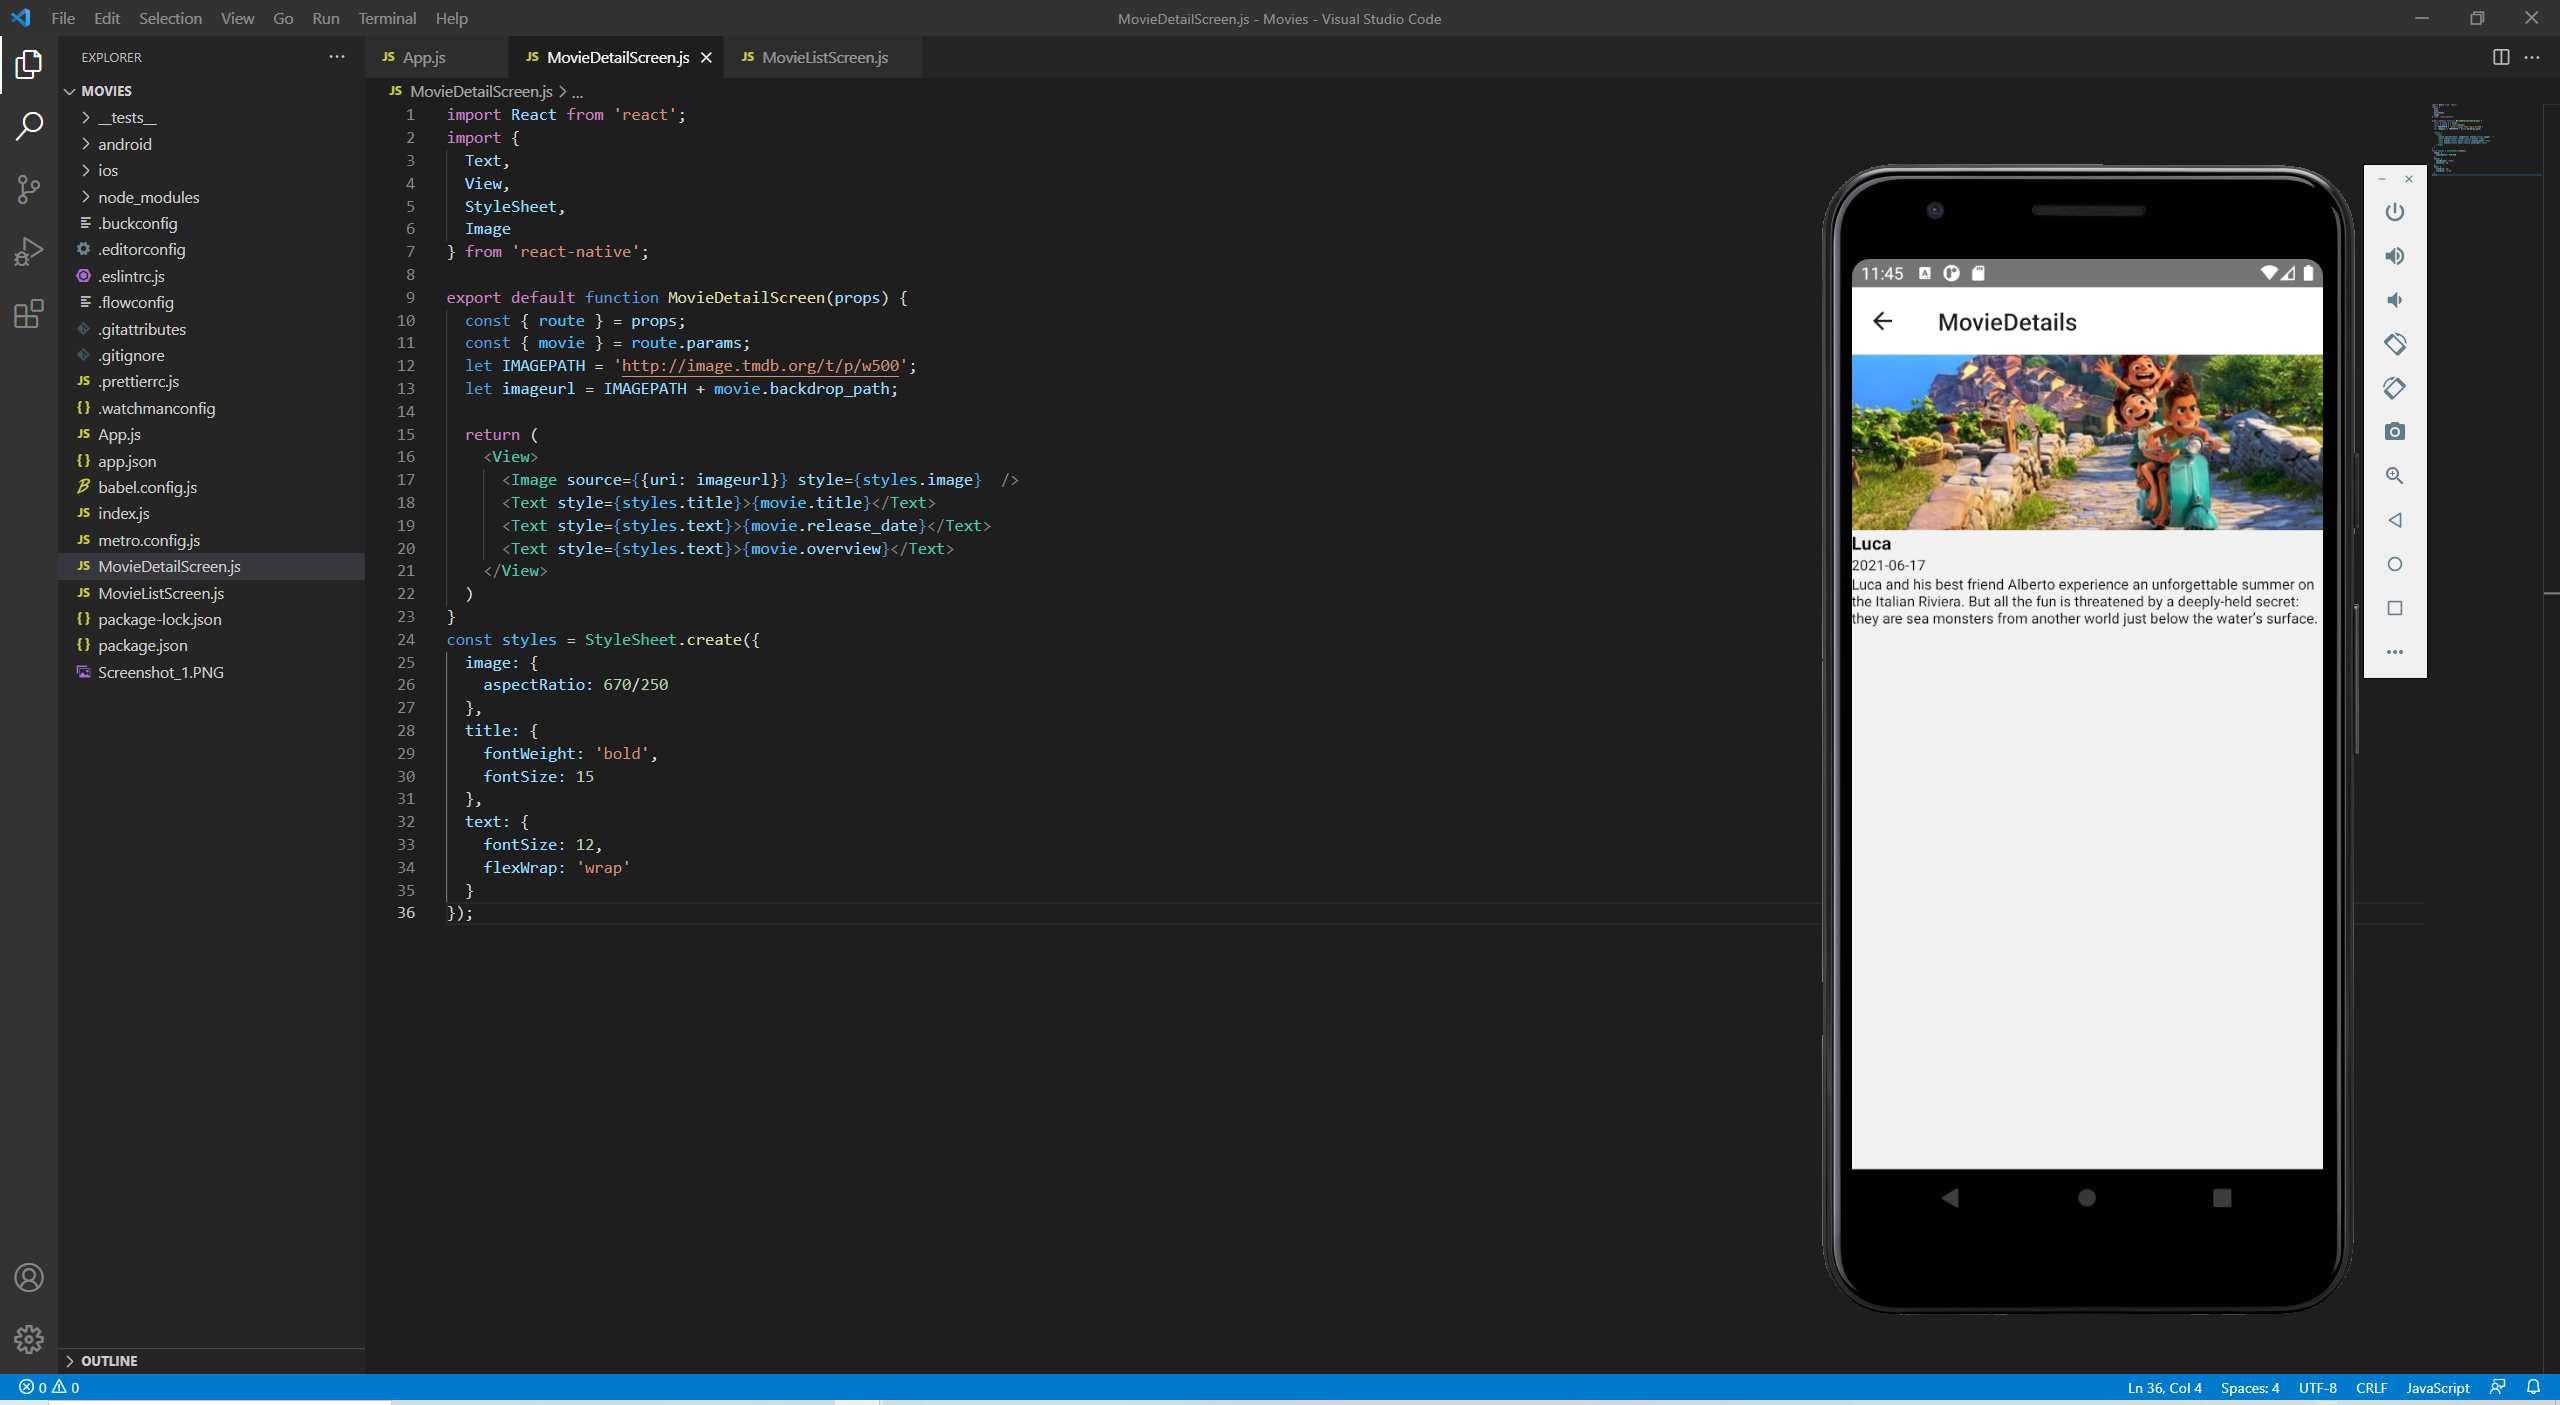 File Edit Selection View Go Run Terminal Help
MovieDetailScreen.js - Movies - Visual Studio Code
EXPLORER
MOVIES
__tests__
android
ios
node_modules
.buckconfig
.editorconfig
.eslintrc.js
.flowconfig
.gitattributes
.gitignore
JS .prettierrc.js
{} .watchmanconfig
JS App.js
{} app.json
babel.config.js
JS index.js
JS metro.config.js
JS MovieDetailScreen.js
JS MovieListScreen.js
{} package-lock.json
{} package.json
Screenshot_1.PNG
OUTLINE
JS App.js JS MovieDetailScreen.js JS MovieListScreen.js
JS MovieDetailScreen.js > ...
1 import React from 'react';
2 import {
3 Text,
4 View,
5 StyleSheet,
6 Image
7 } from 'react-native';
8
9 export default function MovieDetailScreen(props) {
10 const { route } = props;
11 const { movie } = route.params;
12 let IMAGEPATH = 'http://image.tmdb.org/t/p/w500';
13 let imageurl = IMAGEPATH + movie.backdrop_path;
14
15 return (
16 <View>
17 <Image source={{uri: imageurl}} style={styles.image}  />
18 <Text style={styles.title}>{movie.title}</Text>
19 <Text style={styles.text}>{movie.release_date}</Text>
20 <Text style={styles.text}>{movie.overview}</Text>
21 </View>
22 )
23 }
24 const styles = StyleSheet.create({
25 image: {
26 aspectRatio: 670/250
27 },
28 title: {
29 fontWeight: 'bold',
30 fontSize: 15
31 },
32 text: {
33 fontSize: 12,
34 flexWrap: 'wrap'
35 }
36 });
11:45
MovieDetails
Luca
2021-06-17
Luca and his best friend Alberto experience an unforgettable summer on
the Italian Riviera. But all the fun is threatened by a deeply-held secret:
they are sea monsters from another world just below the water’s surface.
0 0
Ln 36, Col 4 Spaces: 4 UTF-8 CRLF JavaScript